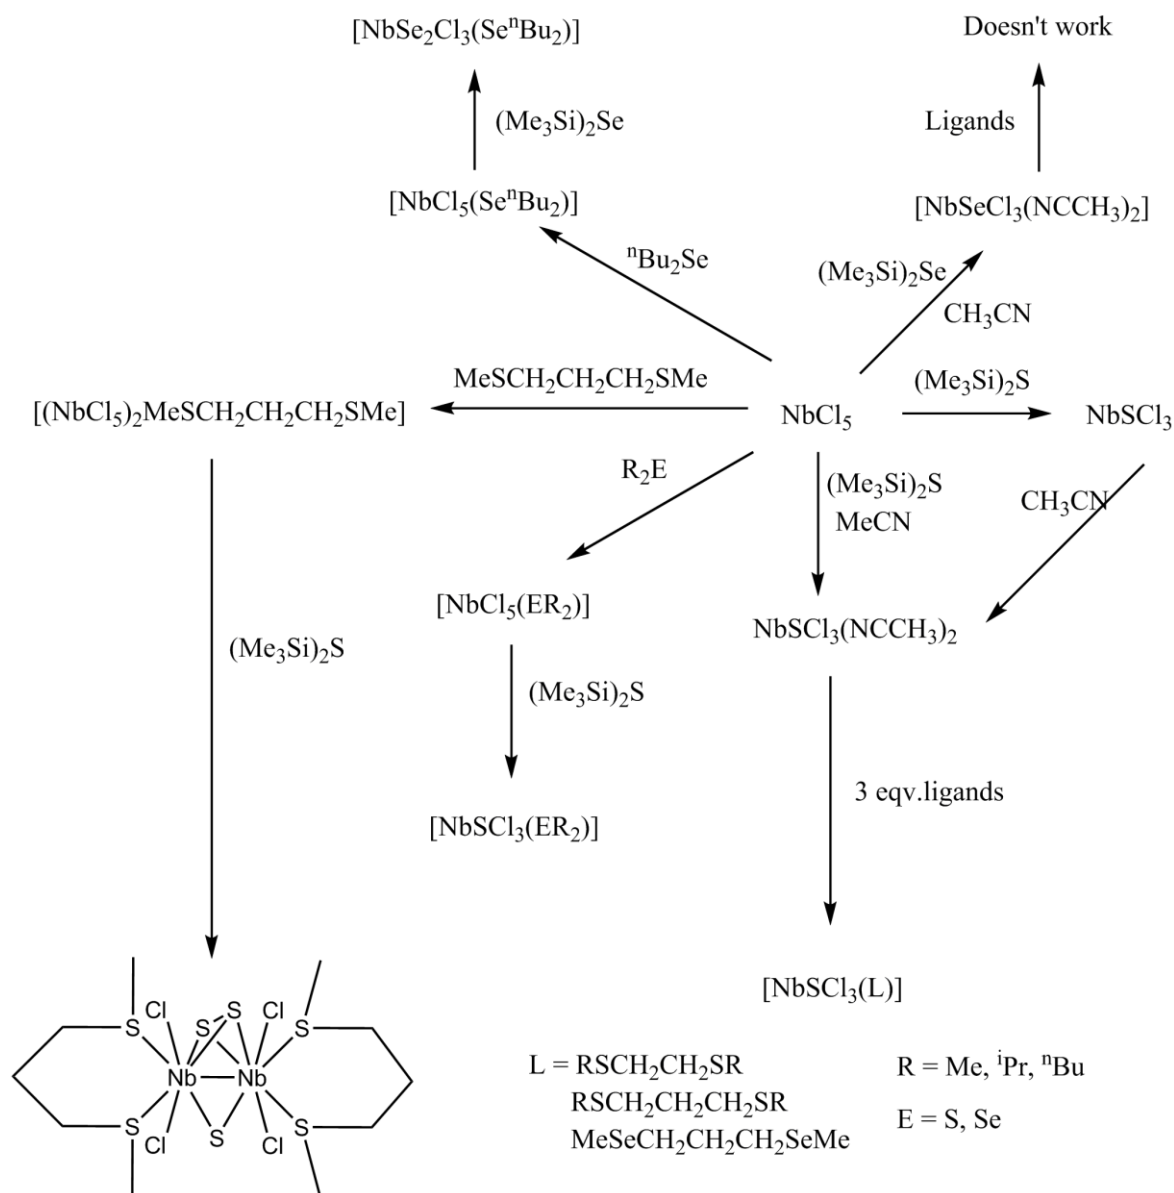 [NbSe₂Cl₃(SeⁿBu₂)]
Doesn't work
(Me₃Si)₂Se
Ligands
[NbCl₅(SeⁿBu₂)]
[NbSeCl₃(NCCH₃)₂]
ⁿBu₂Se
(Me₃Si)₂Se
CH₃CN
MeSCH₂CH₂CH₂SMe
(Me₃Si)₂S
[(NbCl₅)₂MeSCH₂CH₂CH₂SMe]
NbCl₅
NbSCl₃
R₂E
(Me₃Si)₂S
MeCN
CH₃CN
[NbCl₅(ER₂)]
NbSCl₃(NCCH₃)₂
(Me₃Si)₂S
(Me₃Si)₂S
3 eqv.ligands
[NbSCl₃(ER₂)]
[NbSCl₃(L)]
Cl S Cl
S S S
Nb Nb
S S S
Cl Cl
L = RSCH₂CH₂SR
RSCH₂CH₂CH₂SR
MeSeCH₂CH₂CH₂SeMe
R = Me, ⁱPr, ⁿBu
E = S, Se